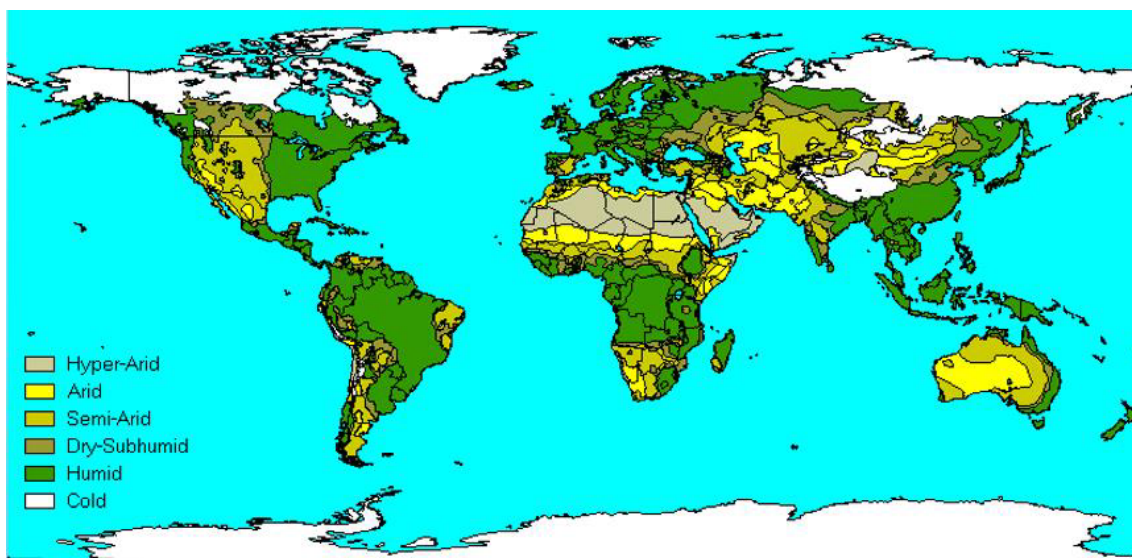 Hyper-Arid
Arid
Semi-Arid
Dry-Subhumid
Humid
Cold